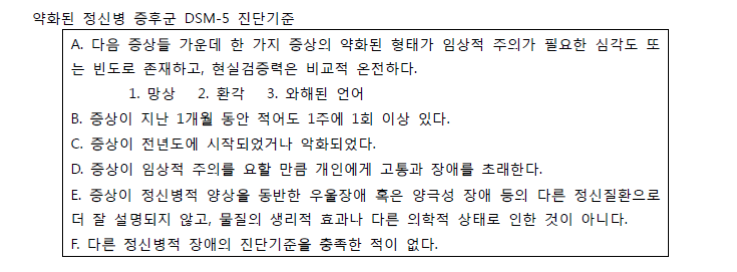 약화된 정신병 증후군 DSM-5 진단기준
A. 다음 증상들 가운데 한 가지 증상의 약화된 형태가 임상적 주의가 필요한 심각도 또
는 빈도로 존재하고, 현실검증력은 비교적 온전하다.
1. 망상 2. 환각 3. 와해된 언어
B. 증상이 지난 1개월 동안 적어도 1주에 1회 이상 있다.
C. 증상이 전년도에 시작되었거나 악화되었다.
D. 증상이 임상적 주의를 요할 만큼 개인에게 고통과 장애를 초래한다.
E. 증상이 정신병적 양상을 동반한 우울장애 혹은 양극성 장애 등의 다른 정신질환으로
더 잘 설명되지 않고, 물질의 생리적 효과나 다른 의학적 상태로 인한 것이 아니다.
F. 다른 정신병적 장애의 진단기준을 충족한 적이 없다.